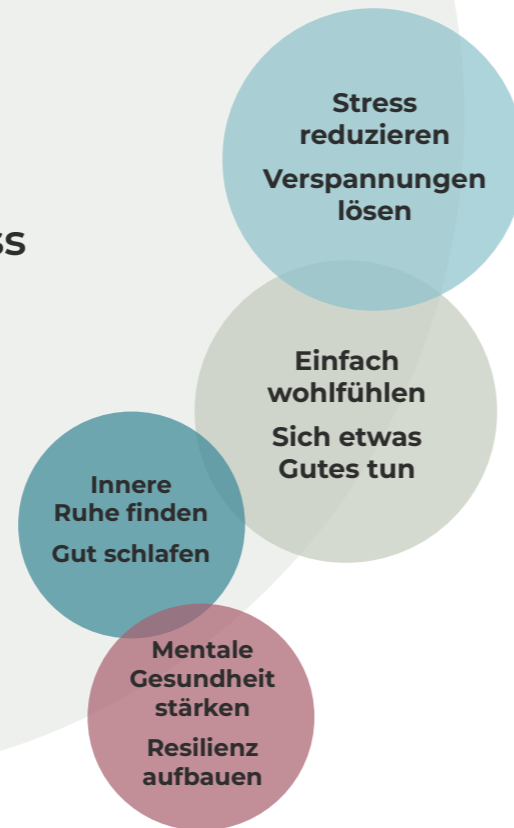 Stress
reduzieren
Verspannungen
lösen
Einfach
wohlfühlen
Sich etwas
Gutes tun
Innere
Ruhe finden
Gut schlafen
Mentale
Gesundheit
stärken
Resilienz
aufbauen